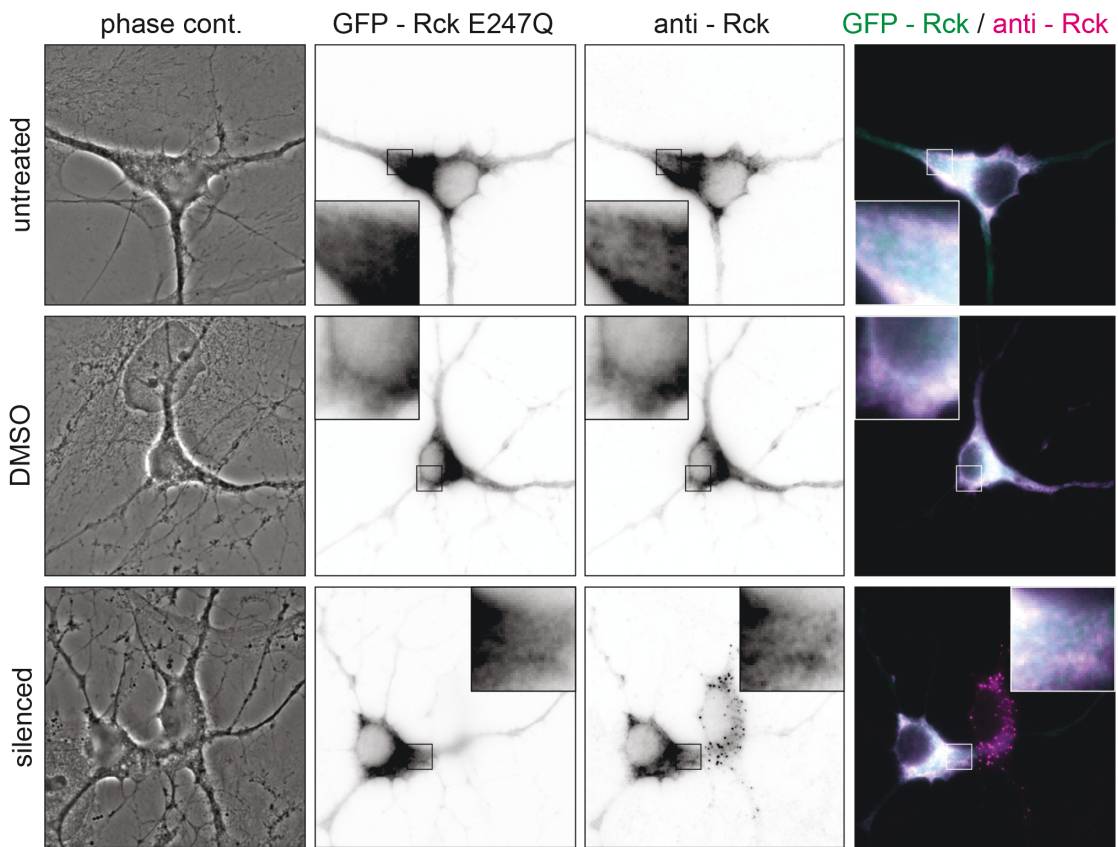 phase cont.
GFP - Rck E247Q
anti - Rck
GFP - Rck / anti - Rck
untreated
DMSO
silenced